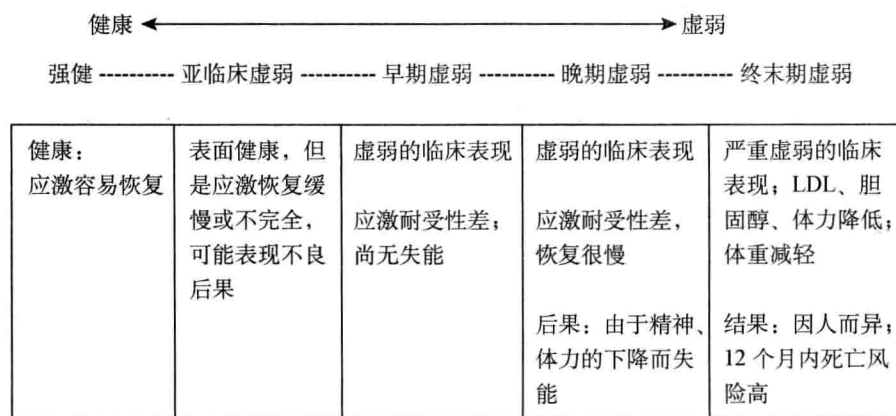 健康 虚弱
强健 ---------- 亚临床虚弱 ---------- 早期虚弱 ---------- 晚期虚弱 ---------- 终末期虚弱
健康：
应激容易恢复
表面健康，但
是应激恢复缓
慢或不完全，
可能表现不良
后果
虚弱的临床表现
应激耐受性差；
尚无失能
虚弱的临床表现
应激耐受性差，
恢复很慢
后果：由于精神、
体力的下降而失
能
严重虚弱的临床
表现；LDL、胆
固醇、体力降低；
体重减轻
结果：因人而异；
12 个月内死亡风
险高